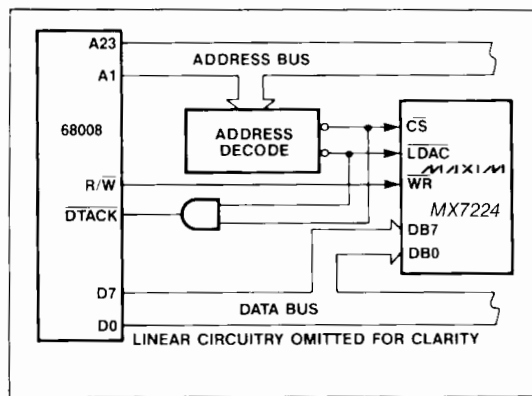 A23
ADDRESS BUS
A1
68008
ADDRESS
DECODE
CS
LDAC
MAXIM
R/W
WR
MX7224
DTACK
DB7
DB0
D7
DATA BUS
D0
LINEAR CIRCUITRY OMITTED FOR CLARITY